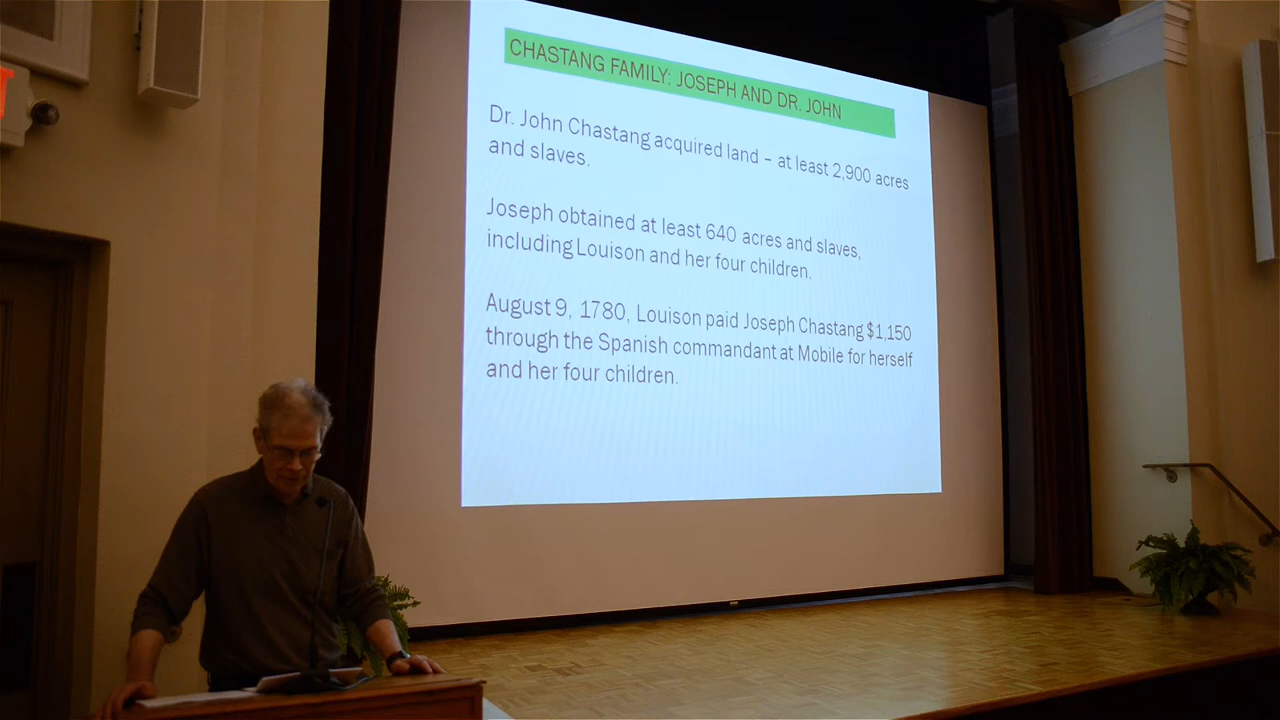 CHASTANG FAMILY: JOSEPH AND DR. JOHN
Dr. John Chastang acquired land – at least 2,900 acres
and slaves.
Joseph obtained at least 640 acres and slaves,
including Louison and her four children.
August 9, 1780, Louison paid Joseph Chastang $1,150
through the Spanish commandant at Mobile for herself
and her four children.